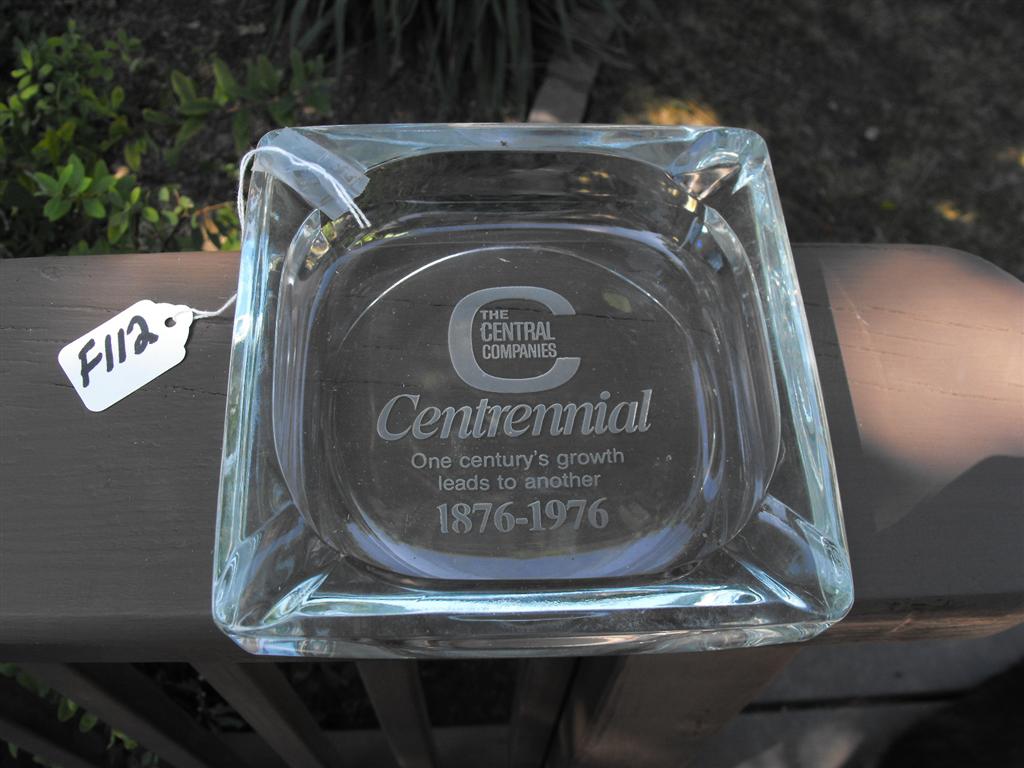 F112
C
THE
CENTRAL
COMPANIES
Centrennial
One century's growth
leads to another
1876-1976